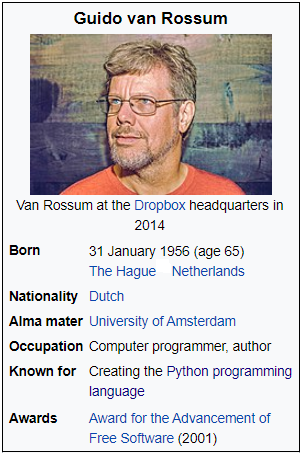 Guido van Rossum
Van Rossum at the Dropbox headquarters in
2014
Born 31 January 1956 (age 65)
The Hague Netherlands
Nationality Dutch
Alma mater University of Amsterdam
Occupation Computer programmer, author
Known for Creating the Python programming
language
Awards Award for the Advancement of
Free Software (2001)